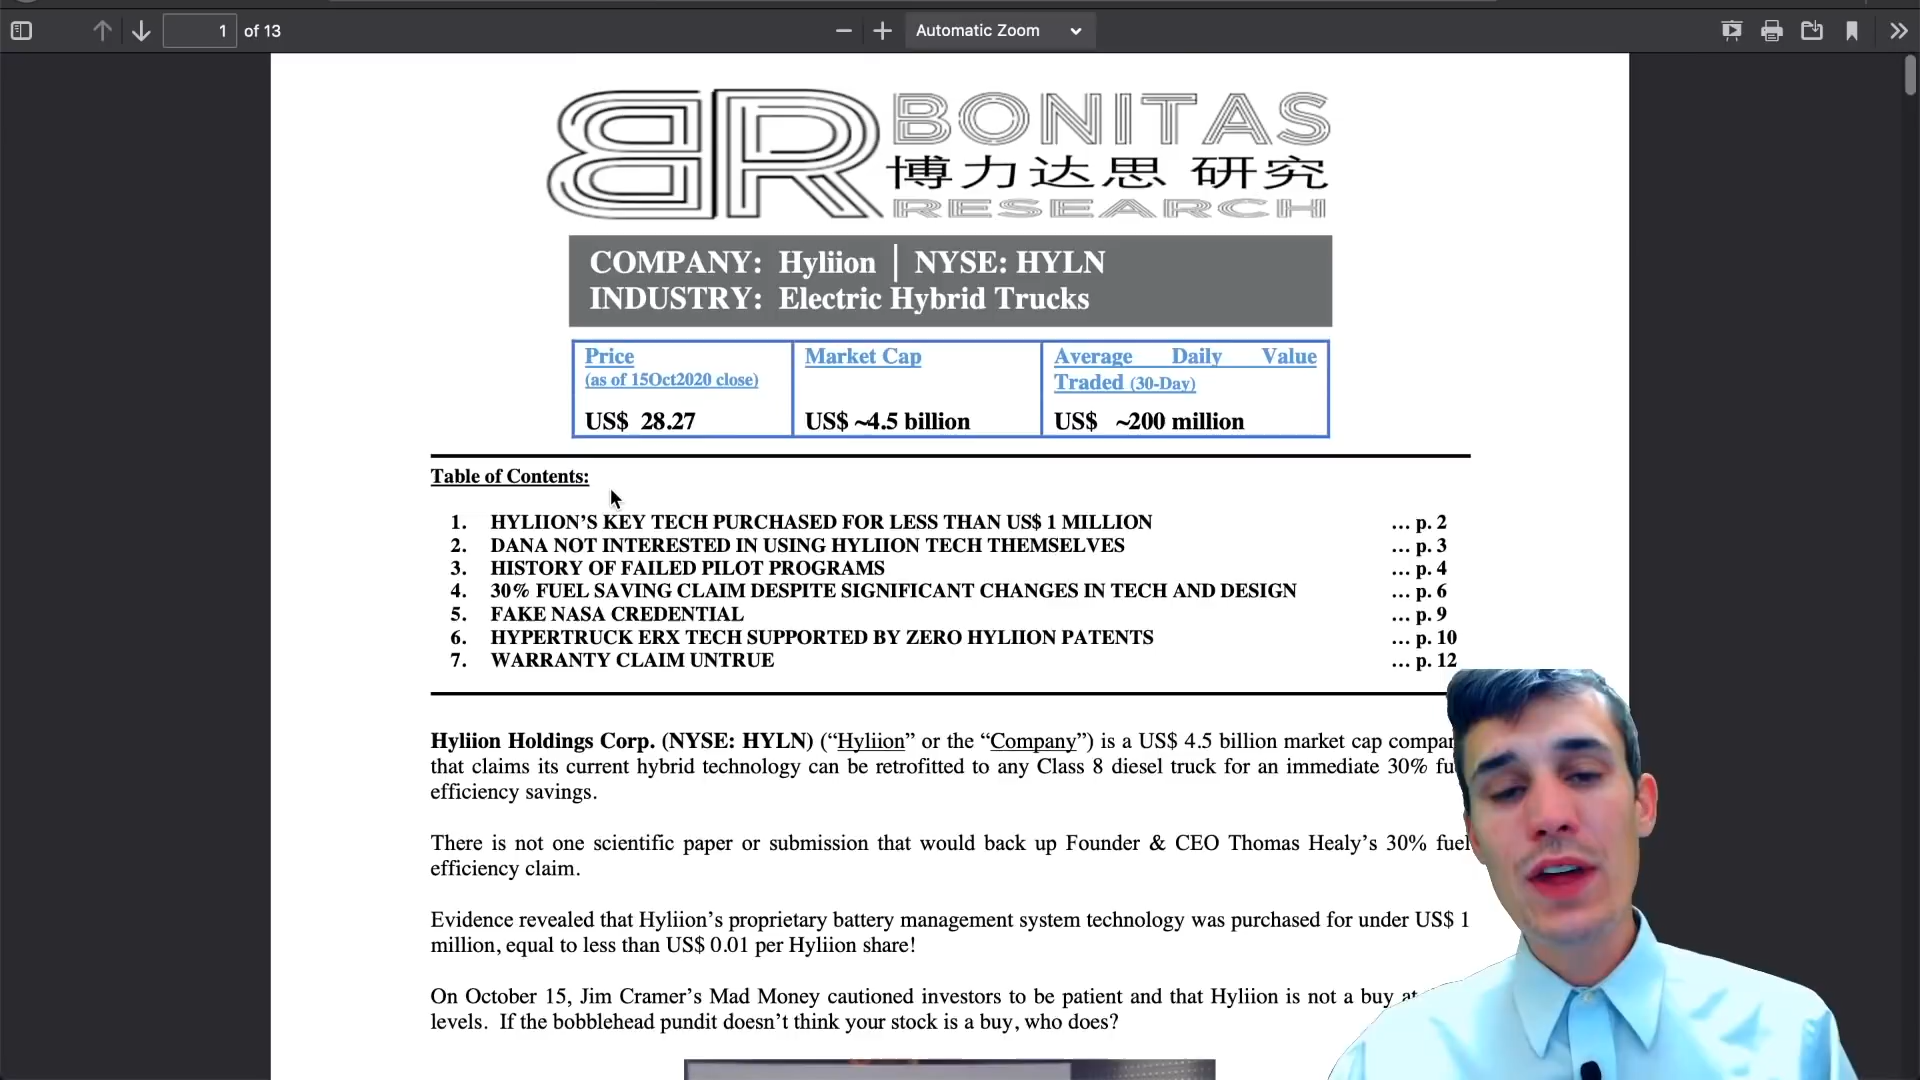 1 of 13
Automatic Zoom
BR BONITAS
博力达思 研究
RESEARCH
COMPANY: Hyliion | NYSE: HYLN
INDUSTRY: Electric Hybrid Trucks
Price Market Cap Average Daily Value
(as of 15Oct2020 close) Traded (30-Day)
US$ 28.27 US$ ~4.5 billion US$ ~200 million
Table of Contents:
1. HYLIION’S KEY TECH PURCHASED FOR LESS THAN US$ 1 MILLION … p. 2
2. DANA NOT INTERESTED IN USING HYLIION TECH THEMSELVES … p. 3
3. HISTORY OF FAILED PILOT PROGRAMS … p. 4
4. 30% FUEL SAVING CLAIM DESPITE SIGNIFICANT CHANGES IN TECH AND DESIGN … p. 6
5. FAKE NASA CREDENTIAL … p. 9
6. HYPERTRUCK ERX TECH SUPPORTED BY ZERO HYLIION PATENTS … p. 10
7. WARRANTY CLAIM UNTRUE … p. 12
Hyliion Holdings Corp. (NYSE: HYLN) (“Hyliion” or the “Company”) is a US$ 4.5 billion market cap
that claims its current hybrid technology can be retrofitted to any Class 8 diesel truck for an immediate 30%
efficiency savings.
There is not one scientific paper or submission that would back up Founder & CEO Thomas Healy’s 30% fuel
efficiency claim.
Evidence revealed that Hyliion’s proprietary battery management system technology was purchased for under US$ 1
million, equal to less than US$ 0.01 per Hyliion share!
On October 15, Jim Cramer’s Mad Money cautioned investors to be patient and that Hyliion is not a buy
levels. If the bobblehead pundit doesn’t think your stock is a buy, who does?